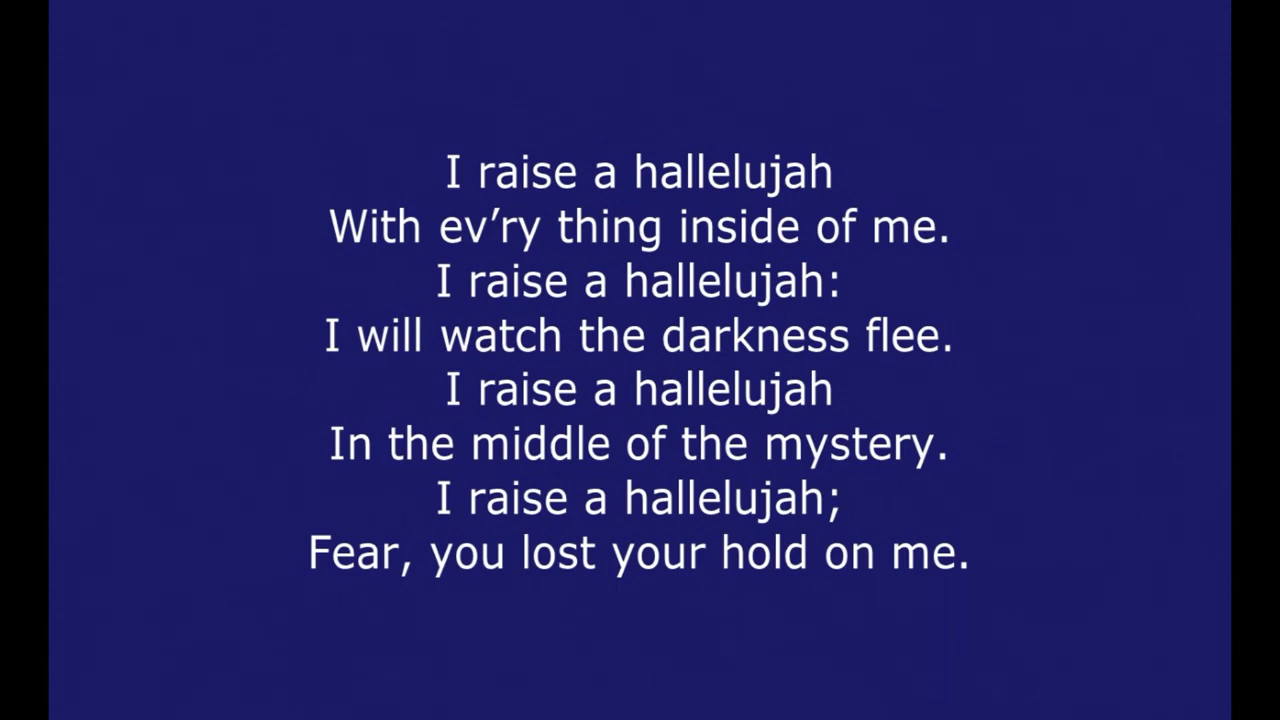 I raise a hallelujah
With ev’ry thing inside of me.
I raise a hallelujah:
I will watch the darkness flee.
I raise a hallelujah
In the middle of the mystery.
I raise a hallelujah;
Fear, you lost your hold on me.